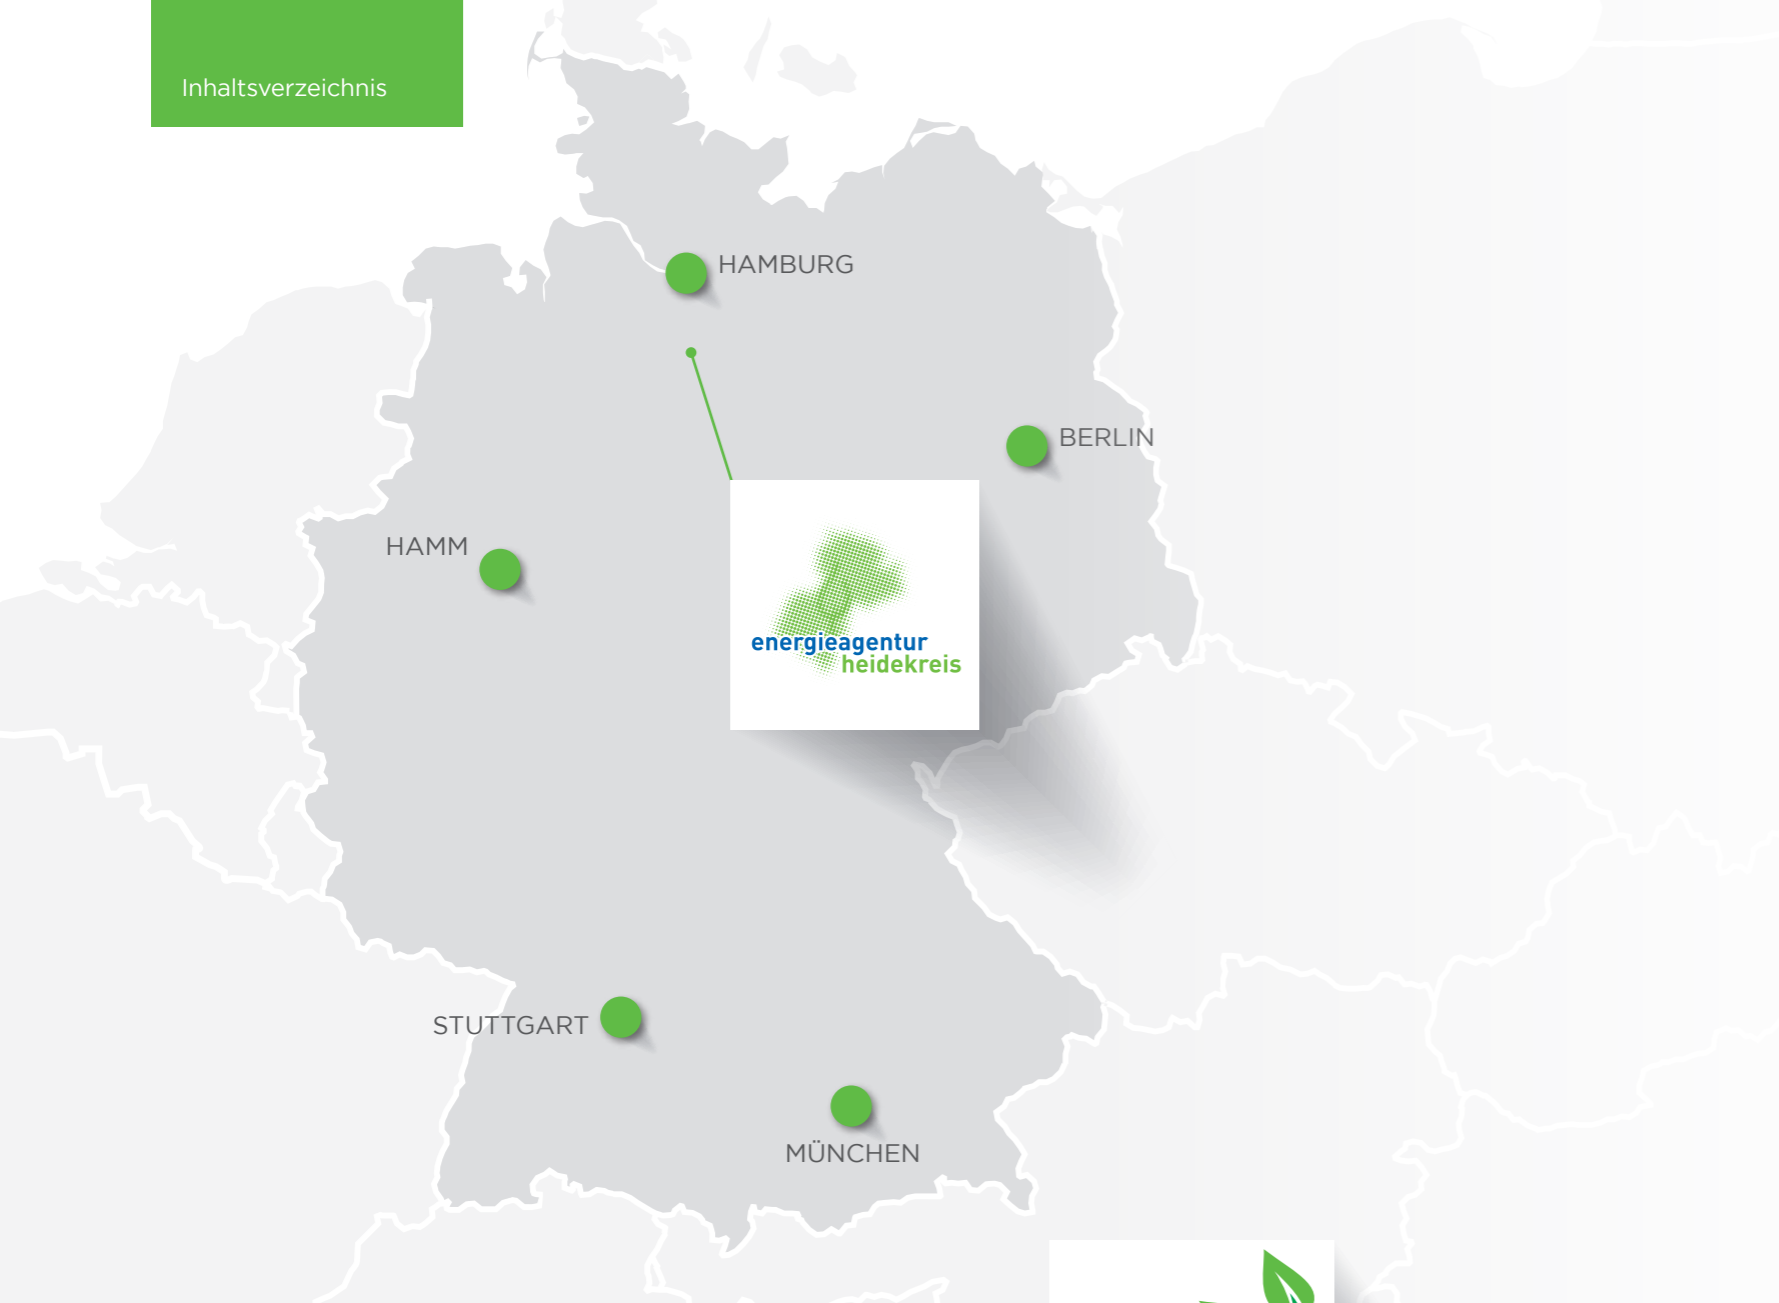 Inhaltsverzeichnis
HAMBURG
BERLIN
HAMM
energieagentur
heidekreis
STUTTGART
MÜNCHEN